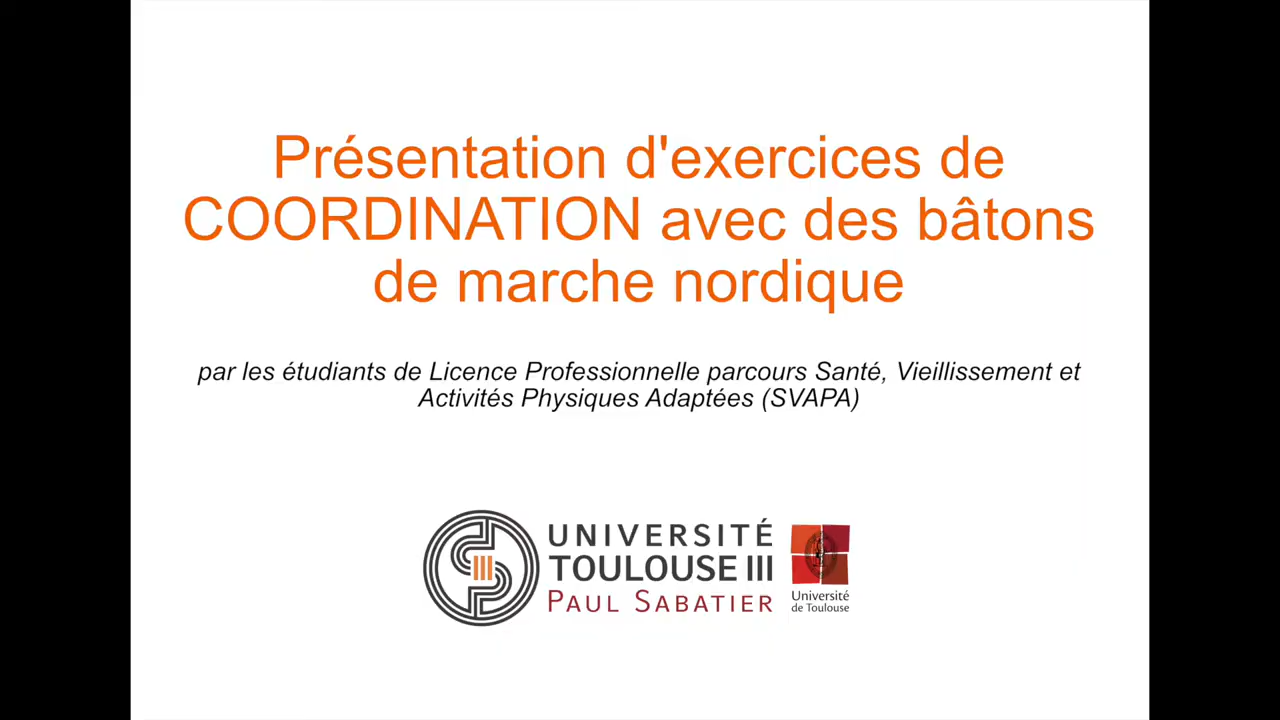 Présentation d'exercices de
COORDINATION avec des bâtons
de marche nordique
par les étudiants de Licence Professionnelle parcours Santé, Vieillissement et
Activités Physiques Adaptées (SVAPA)
UNIVERSITÉ
TOULOUSE III
PAUL SABATIER
Université
de Toulouse